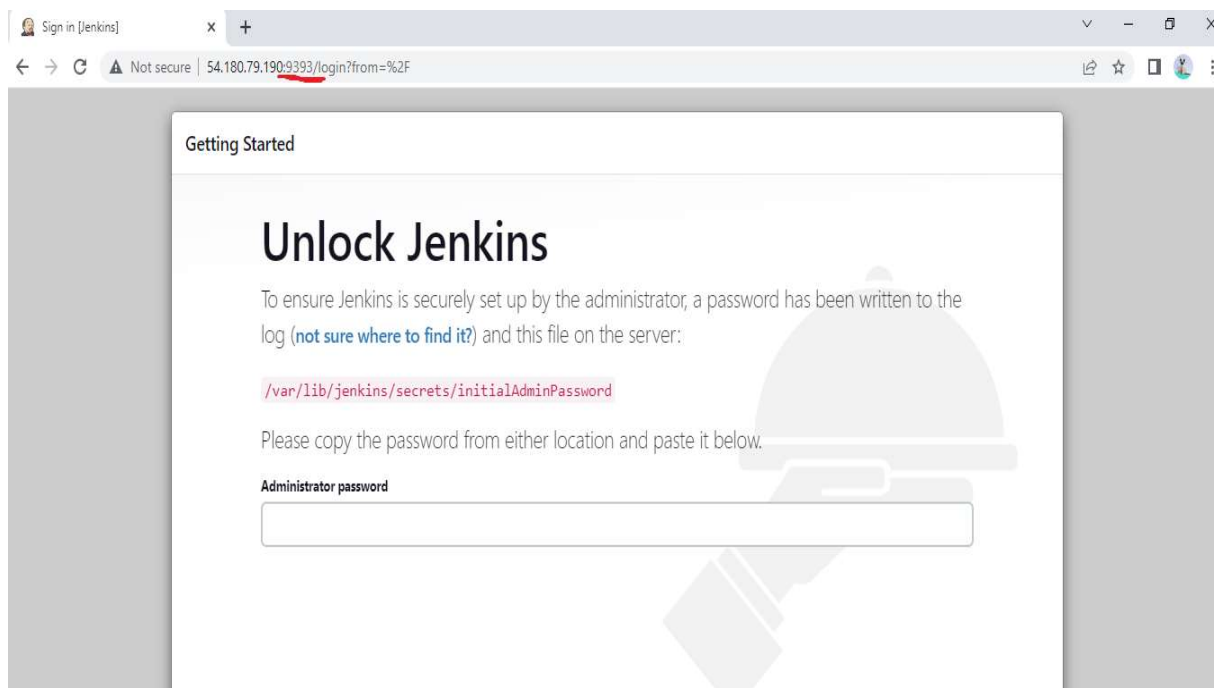 Sign in [Jenkins]
Not secure | 54.180.79.190:9393/login?from=%2F
Getting Started
Unlock Jenkins
To ensure Jenkins is securely set up by the administrator, a password has been written to the
log (not sure where to find it?) and this file on the server:
/var/lib/jenkins/secrets/initialAdminPassword
Please copy the password from either location and paste it below.
Administrator password